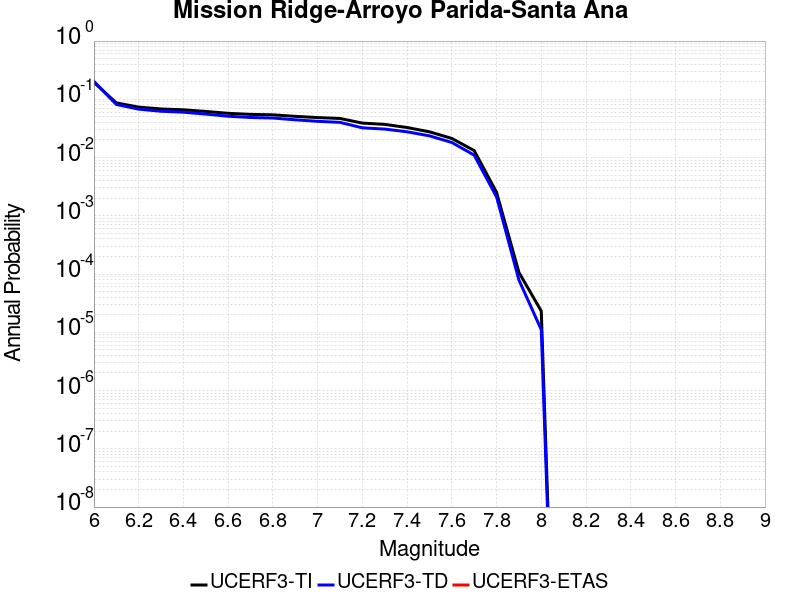 Mission Ridge-Arroyo Parida-Santa Ana
Annual Probability
10^0
10^-1
10^-2
10^-3
10^-4
10^-5
10^-6
10^-7
10^-8
6 6.2 6.4 6.6 6.8 7 7.2 7.4 7.6 7.8 8 8.2 8.4 8.6 8.8 9
Magnitude
UCERF3-TI UCERF3-TD UCERF3-ETAS